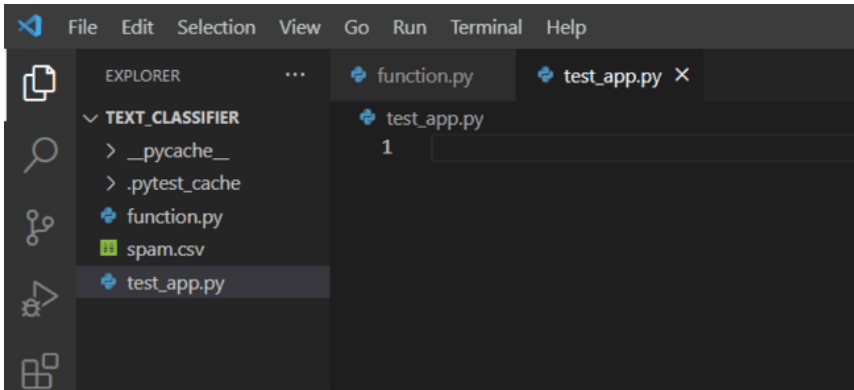 File Edit Selection View Go Run Terminal Help
EXPLORER ···
function.py test_app.py
TEXT_CLASSIFIER
test_app.py
__pycache__
1
.pytest_cache
function.py
spam.csv
test_app.py